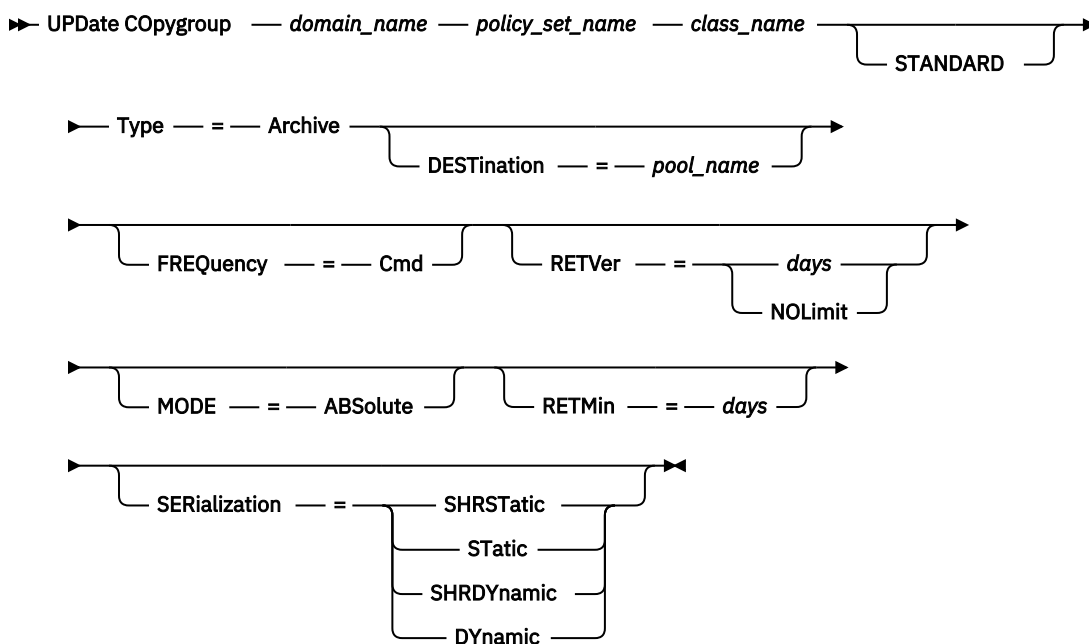 UPDate COpygroup domain_name policy_set_name class_name
STANDARD
Type = Archive
DESTination = pool_name
FREQuency = Cmd
RETVer = days
NOLimit
MODE = ABSolute
RETMin = days
SERialization = SHRSTatic
STatic
SHRDYnamic
DYnamic